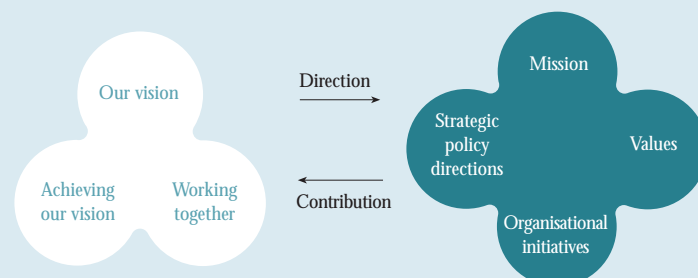 Our vision
Achieving
our vision
Working
together
Direction
Contribution
Mission
Strategic
policy
directions
Values
Organisational
initiatives